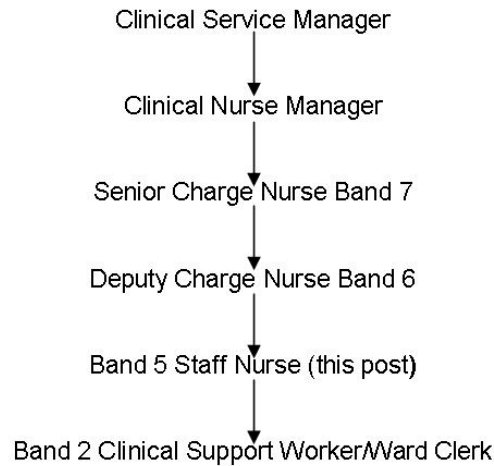 Clinical Service Manager
Clinical Nurse Manager
Senior Charge Nurse Band 7
Deputy Charge Nurse Band 6
Band 5 Staff Nurse (this post)
Band 2 Clinical Support Worker/Ward Clerk